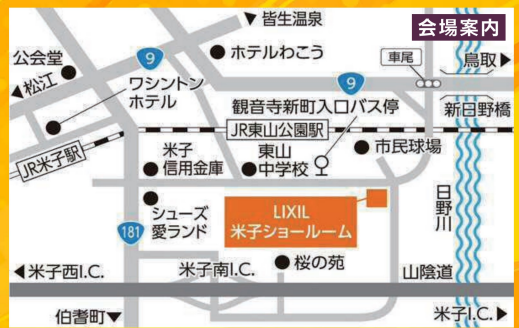 ▲皆生温泉
会場案内
公会堂
9
ホテルわこう
車尾
鳥取▶
◀松江
ワシントン
ホテル
9
観音寺新町入口バス停
新日野橋
JR東山公園駅
JR米子駅
米子
信用金庫
東山
中学校
市民球場
日野川
シューズ
愛ランド
LIXIL
米子ショールーム
181
◀米子西I.C.
米子南I.C.
桜の苑
山陰道
伯耆町▼
米子I.C.▶